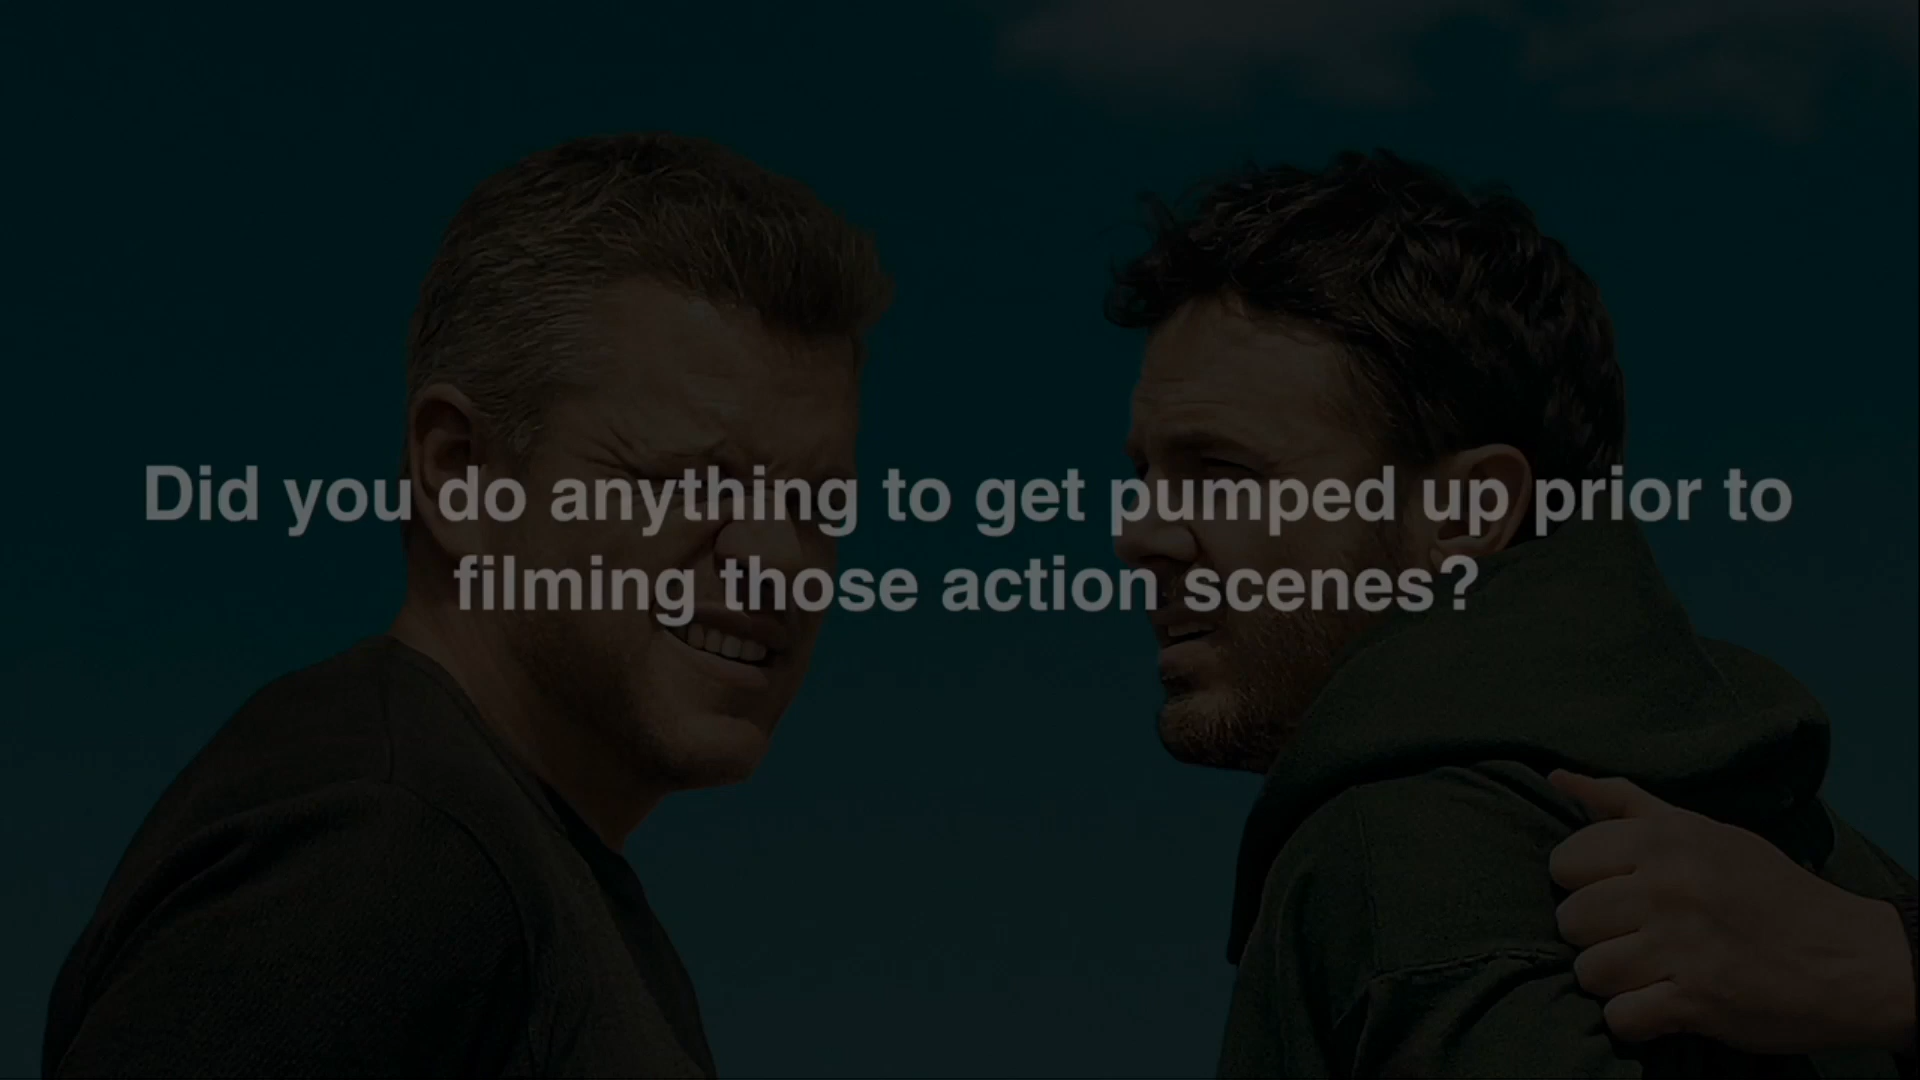 Did you do anything to get pumped up prior to
filming those action scenes?